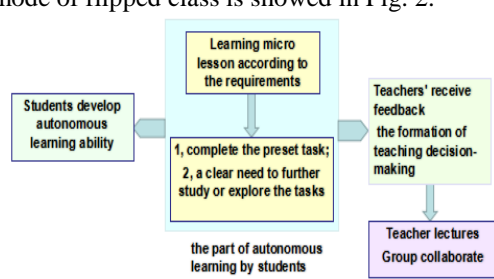 mode of flipped class is showed in Fig. 2.
Learning micro
lesson according to
the requirements
Students develop
autonomous
learning ability
1, complete the preset task;
2, a clear need to further
study or explore the tasks
Teachers' receive
feedback
the formation of
teaching decision-
making
Teacher lectures
Group collaborate
the part of autonomous
learning by students